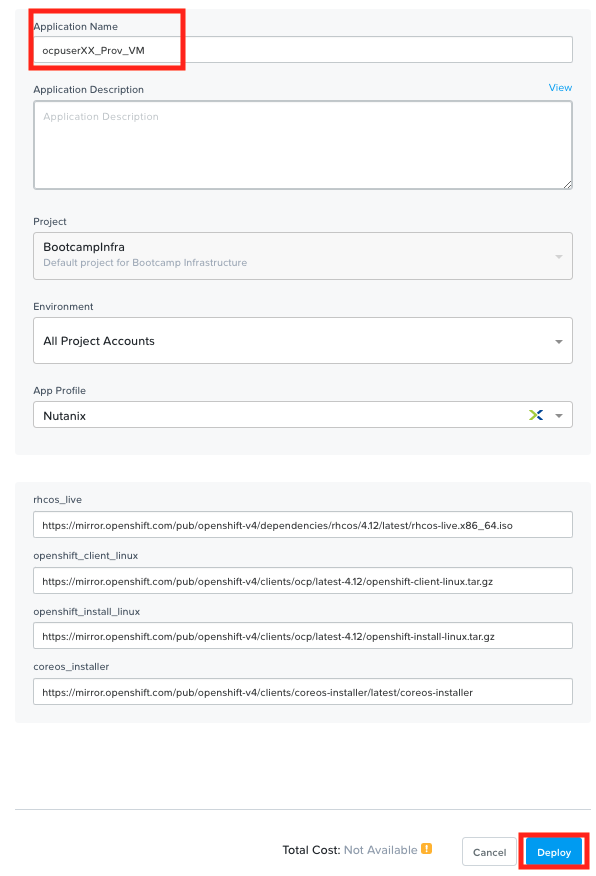 Application Name
ocpuserXX_Prov_VM
Application Description
View
Application Description
Project
BootcampInfra
Default project for Bootcamp Infrastructure
Environment
All Project Accounts
App Profile
Nutanix
rhcos_live
https://mirror.openshift.com/pub/openshift-v4/dependencies/rhcos/4.12/latest/rhcos-live.x86_64.iso
openshift_client_linux
https://mirror.openshift.com/pub/openshift-v4/clients/ocp/latest-4.12/openshift-client-linux.tar.gz
openshift_install_linux
https://mirror.openshift.com/pub/openshift-v4/clients/ocp/latest-4.12/openshift-install-linux.tar.gz
coreos_installer
https://mirror.openshift.com/pub/openshift-v4/clients/coreos-installer/latest/coreos-installer
Total Cost: Not Available !
Cancel
Deploy